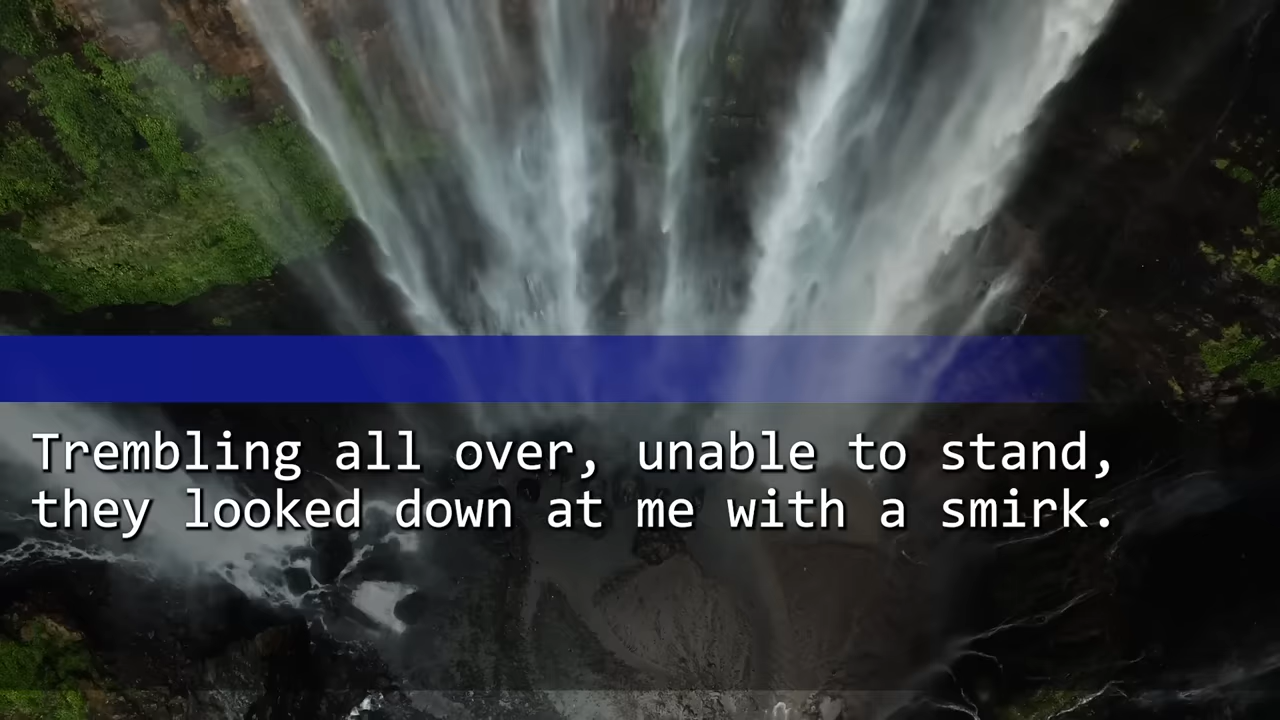 Trembling all over, unable to stand,
they looked down at me with a smirk.